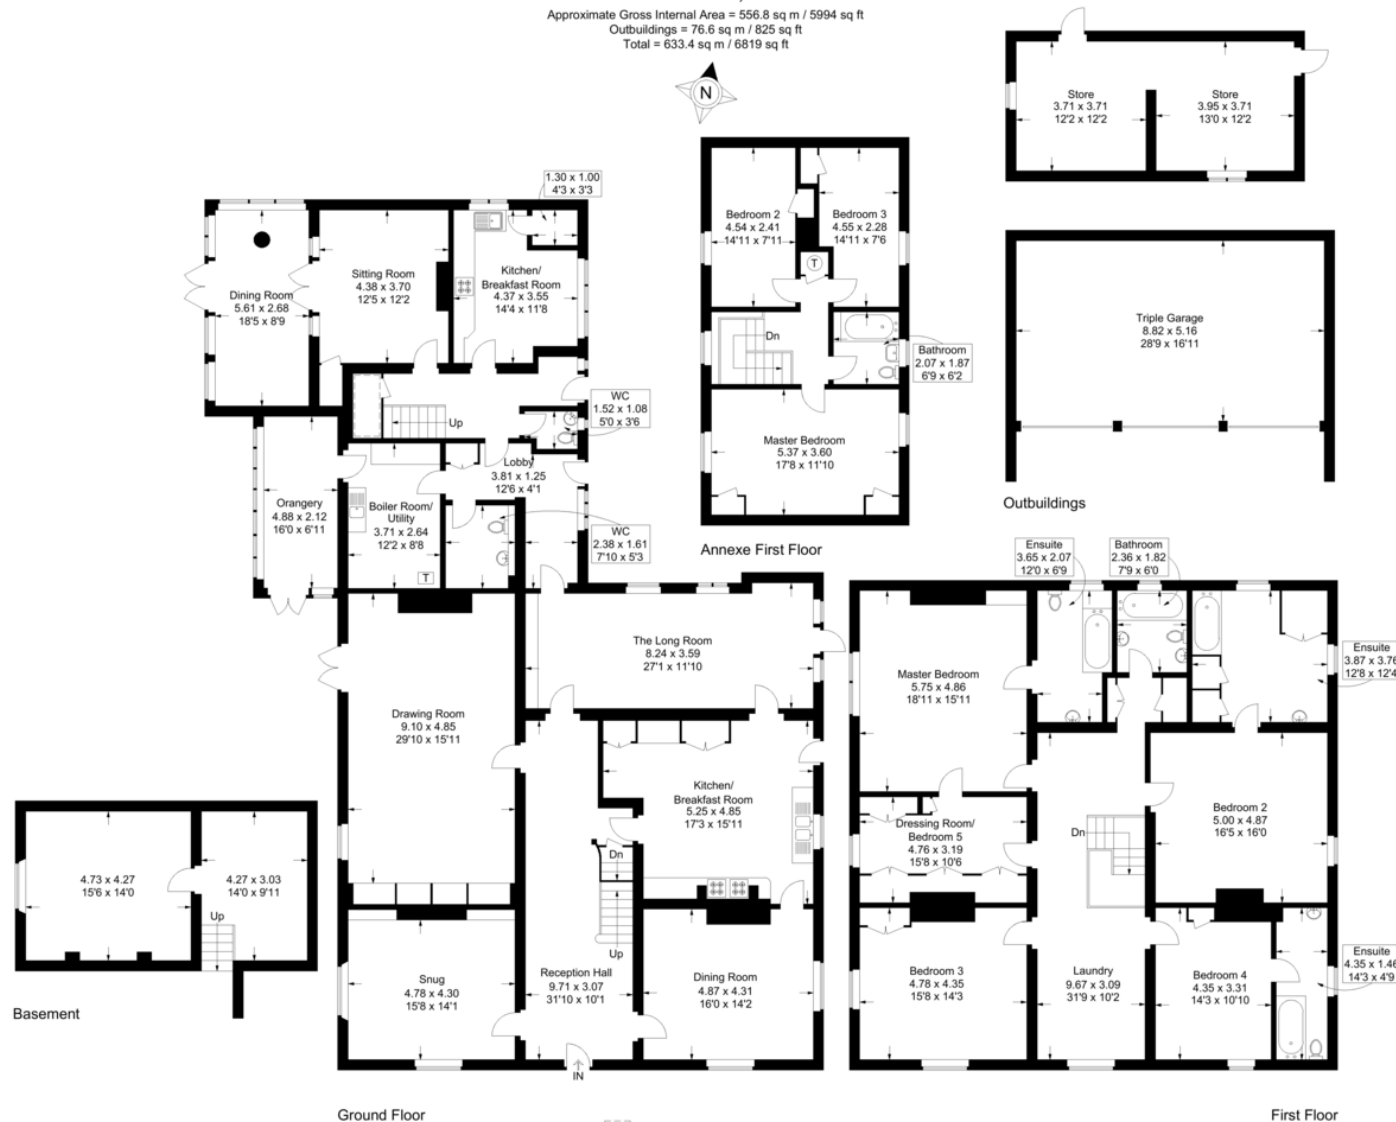 Approximate Gross Internal Area = 556.8 sq m / 5994 sq ft
Outbuildings = 76.6 sq m / 825 sq ft
Total = 633.4 sq m / 6819 sq ft
N
Store
3.71 x 3.71
12'2 x 12'2
Store
3.95 x 3.71
13'0 x 12'2
Triple Garage
8.82 x 5.16
28'9 x 16'11
Outbuildings
Bedroom 2
4.54 x 2.41
14'11 x 7'11
Bedroom 3
4.55 x 2.28
14'11 x 7'6
T
Dn
Bathroom
2.07 x 1.87
6'9 x 6'2
Master Bedroom
5.37 x 3.60
17'8 x 11'10
Annexe First Floor
1.30 x 1.00
4'3 x 3'3
Dining Room
5.61 x 2.68
18'5 x 8'9
Sitting Room
4.38 x 3.70
12'5 x 12'2
Kitchen/
Breakfast Room
4.37 x 3.55
14'4 x 11'8
WC
1.52 x 1.08
5'0 x 3'6
Up
Lobby
3.81 x 1.25
12'6 x 4'1
Orangery
4.88 x 2.12
16'0 x 6'11
Boiler Room/
Utility
3.71 x 2.64
12'2 x 8'8
T
WC
2.38 x 1.61
7'10 x 5'3
The Long Room
8.24 x 3.59
27'1 x 11'10
Drawing Room
9.10 x 4.85
29'10 x 15'11
Kitchen/
Breakfast Room
5.25 x 4.85
17'3 x 15'11
Dn
Up
Snug
4.78 x 4.30
15'8 x 14'1
Reception Hall
9.71 x 3.07
31'10 x 10'1
Dining Room
4.87 x 4.31
16'0 x 14'2
IN
Ground Floor
4.73 x 4.27
15'6 x 14'0
4.27 x 3.03
14'0 x 9'11
Up
Basement
Ensuite
3.65 x 2.07
12'0 x 6'9
Bathroom
2.36 x 1.82
7'9 x 6'0
Ensuite
3.87 x 3.76
12'8 x 12'4
Master Bedroom
5.75 x 4.86
18'11 x 15'11
Dressing Room/
Bedroom 5
4.76 x 3.19
15'8 x 10'6
Dn
Bedroom 2
5.00 x 4.87
16'5 x 16'0
Bedroom 3
4.78 x 4.35
15'8 x 14'3
Laundry
9.67 x 3.09
31'9 x 10'2
Bedroom 4
4.35 x 3.31
14'3 x 10'10
Ensuite
4.35 x 1.46
14'3 x 4'9
First Floor